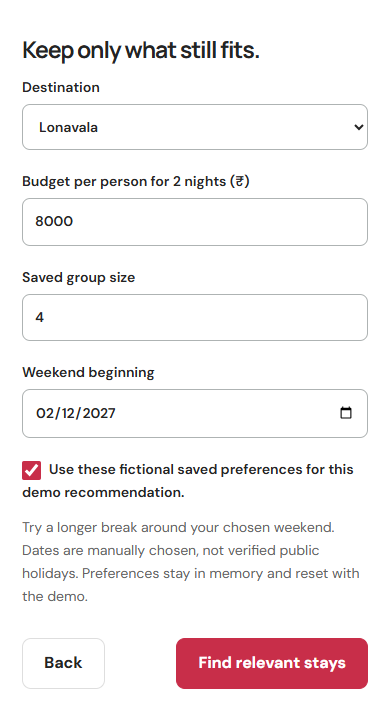 Keep only what still fits.
Destination
Lonavala
Budget per person for 2 nights (₹)
8000
Saved group size
4
Weekend beginning
02/12/2027
Use these fictional saved preferences for this
demo recommendation.
Try a longer break around your chosen weekend.
Dates are manually chosen, not verified public
holidays. Preferences stay in memory and reset with
the demo.
Back
Find relevant stays